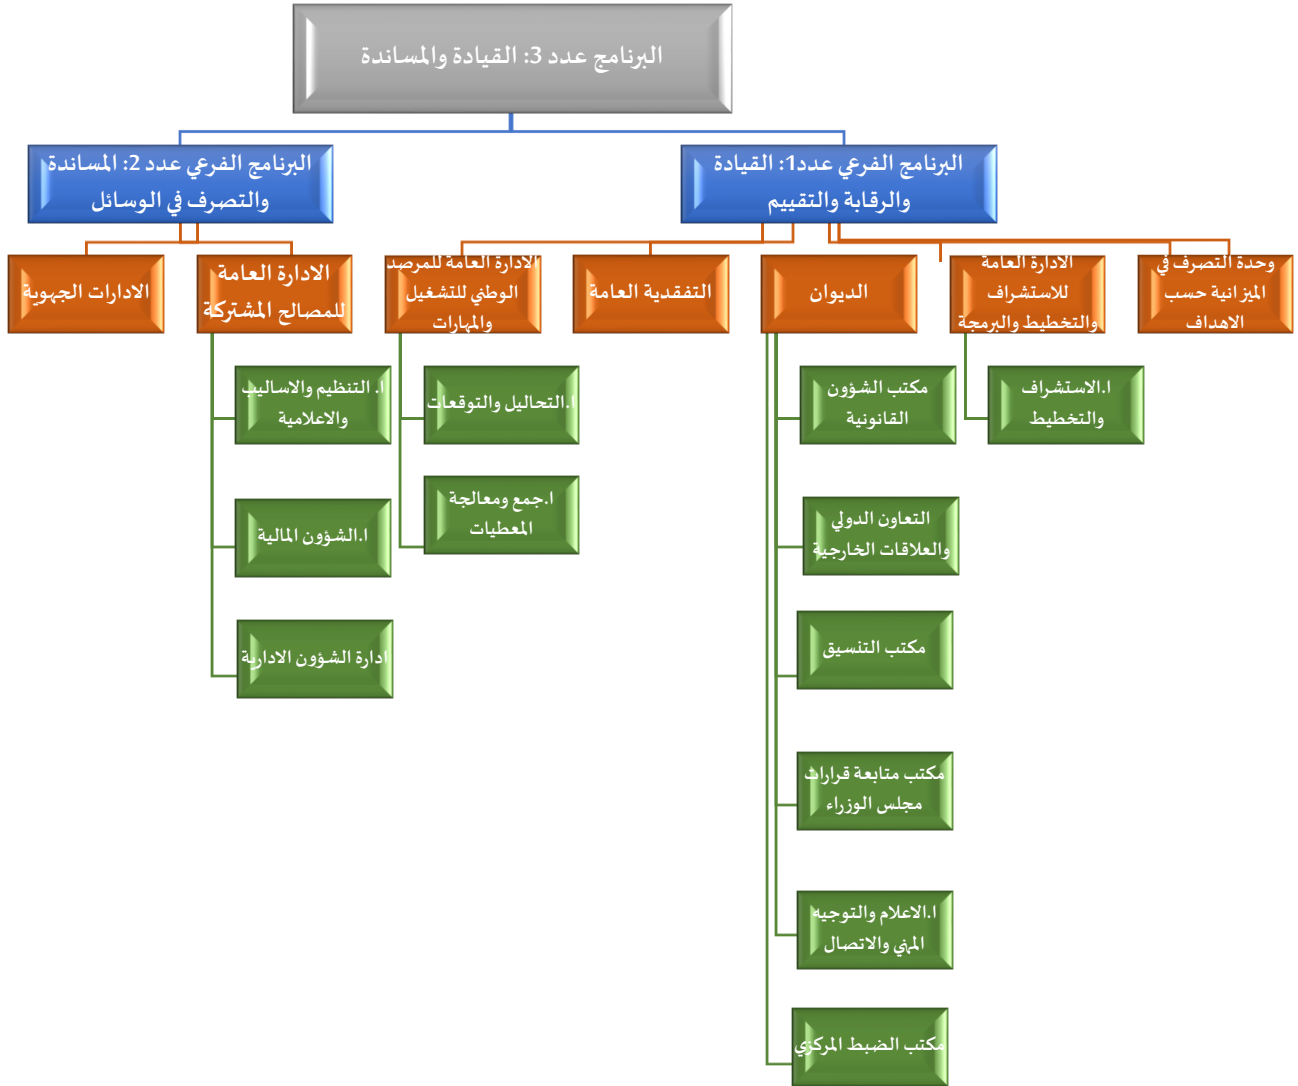 البرنامج عدد 3: القيادة والمساندة
البرنامج الفرعي عدد1: القيادة
والرقابة والتقييم
البرنامج الفرعي عدد 2: المساندة
والتصرف في الوسائل
وحدة التصرف في
الميزانية حسب
الاهداف
الادارة العامة
للاستشراف
والتخطيط والبرمجة
الديوان
التفقدية العامة
الادارة العامة للمرصد
الوطني للتشغيل
والمهارات
الادارة العامة
للمصالح المشتركة
الادارات الجهوية
ا.الاستشراف
والتخطيط
مكتب الشؤون
القانونية
التعاون الدولي
والعلاقات الخارجية
مكتب التنسيق
مكتب متابعة قرارات
مجلس الوزراء
ا.الاعلام والتوجيه
المهني والاتصال
مكتب الضبط المركزي
ا.التحاليل والتوقعات
ا.جمع ومعالجة
المعطيات
ا. التنظيم والاساليب
والاعلامية
ا.الشؤون المالية
ادارة الشؤون الادارية